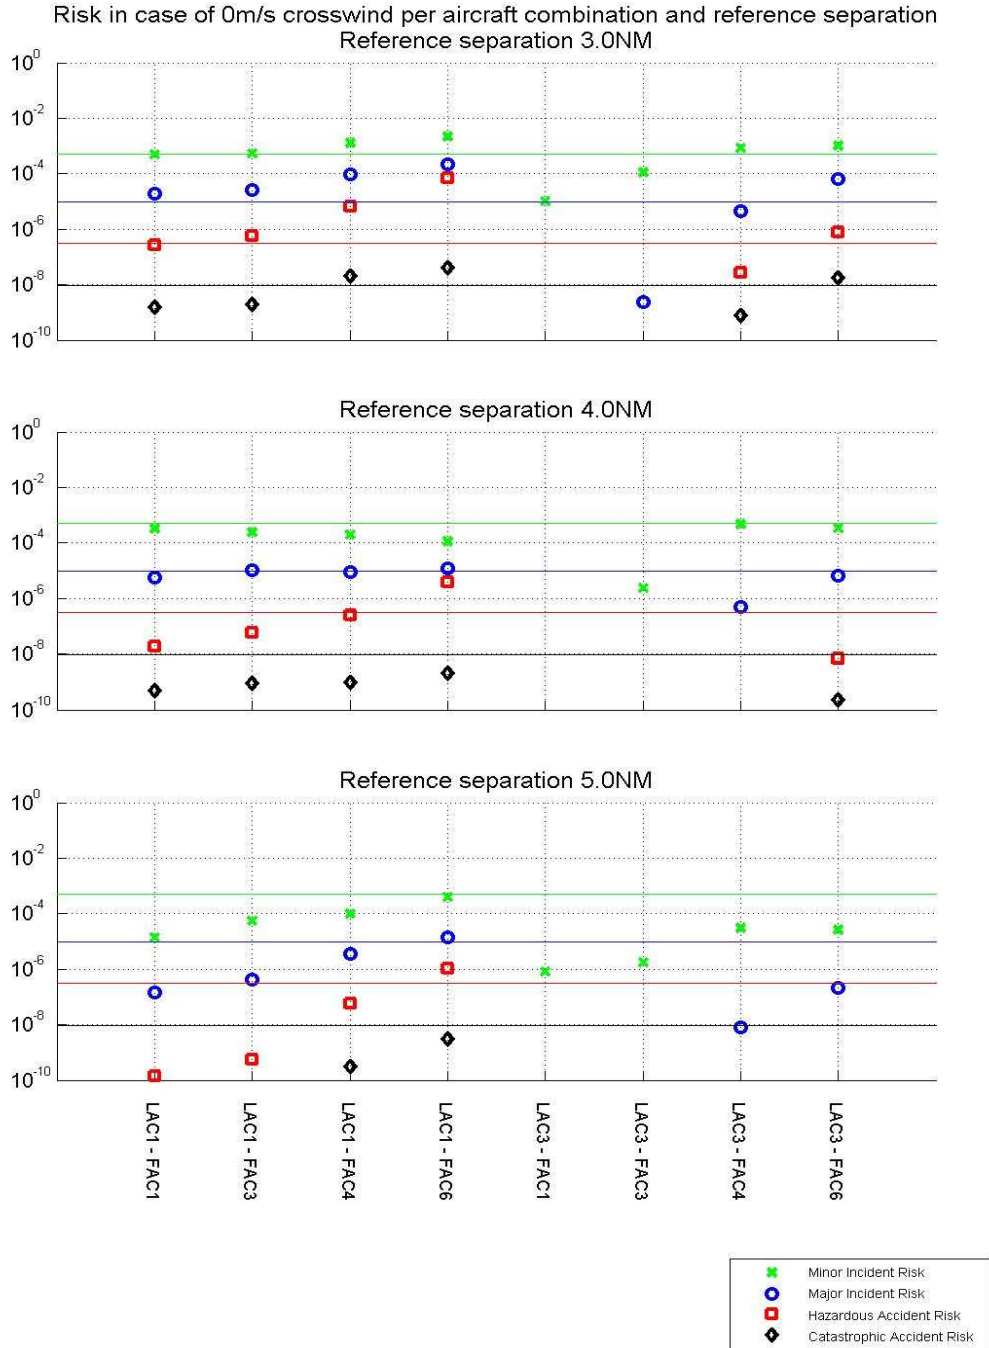 Risk in case of 0m/s crosswind per aircraft combination and reference separation
Reference separation 3.0NM
10^0
10^-2
10^-4
10^-6
10^-8
10^-10
Reference separation 4.0NM
10^0
10^-2
10^-4
10^-6
10^-8
10^-10
Reference separation 5.0NM
10^0
10^-2
10^-4
10^-6
10^-8
10^-10
LAC1 - FAC1
LAC1 - FAC3
LAC1 - FAC4
LAC1 - FAC6
LAC3 - FAC1
LAC3 - FAC3
LAC3 - FAC4
LAC3 - FAC6
Minor Incident Risk
Major Incident Risk
Hazardous Accident Risk
Catastrophic Accident Risk